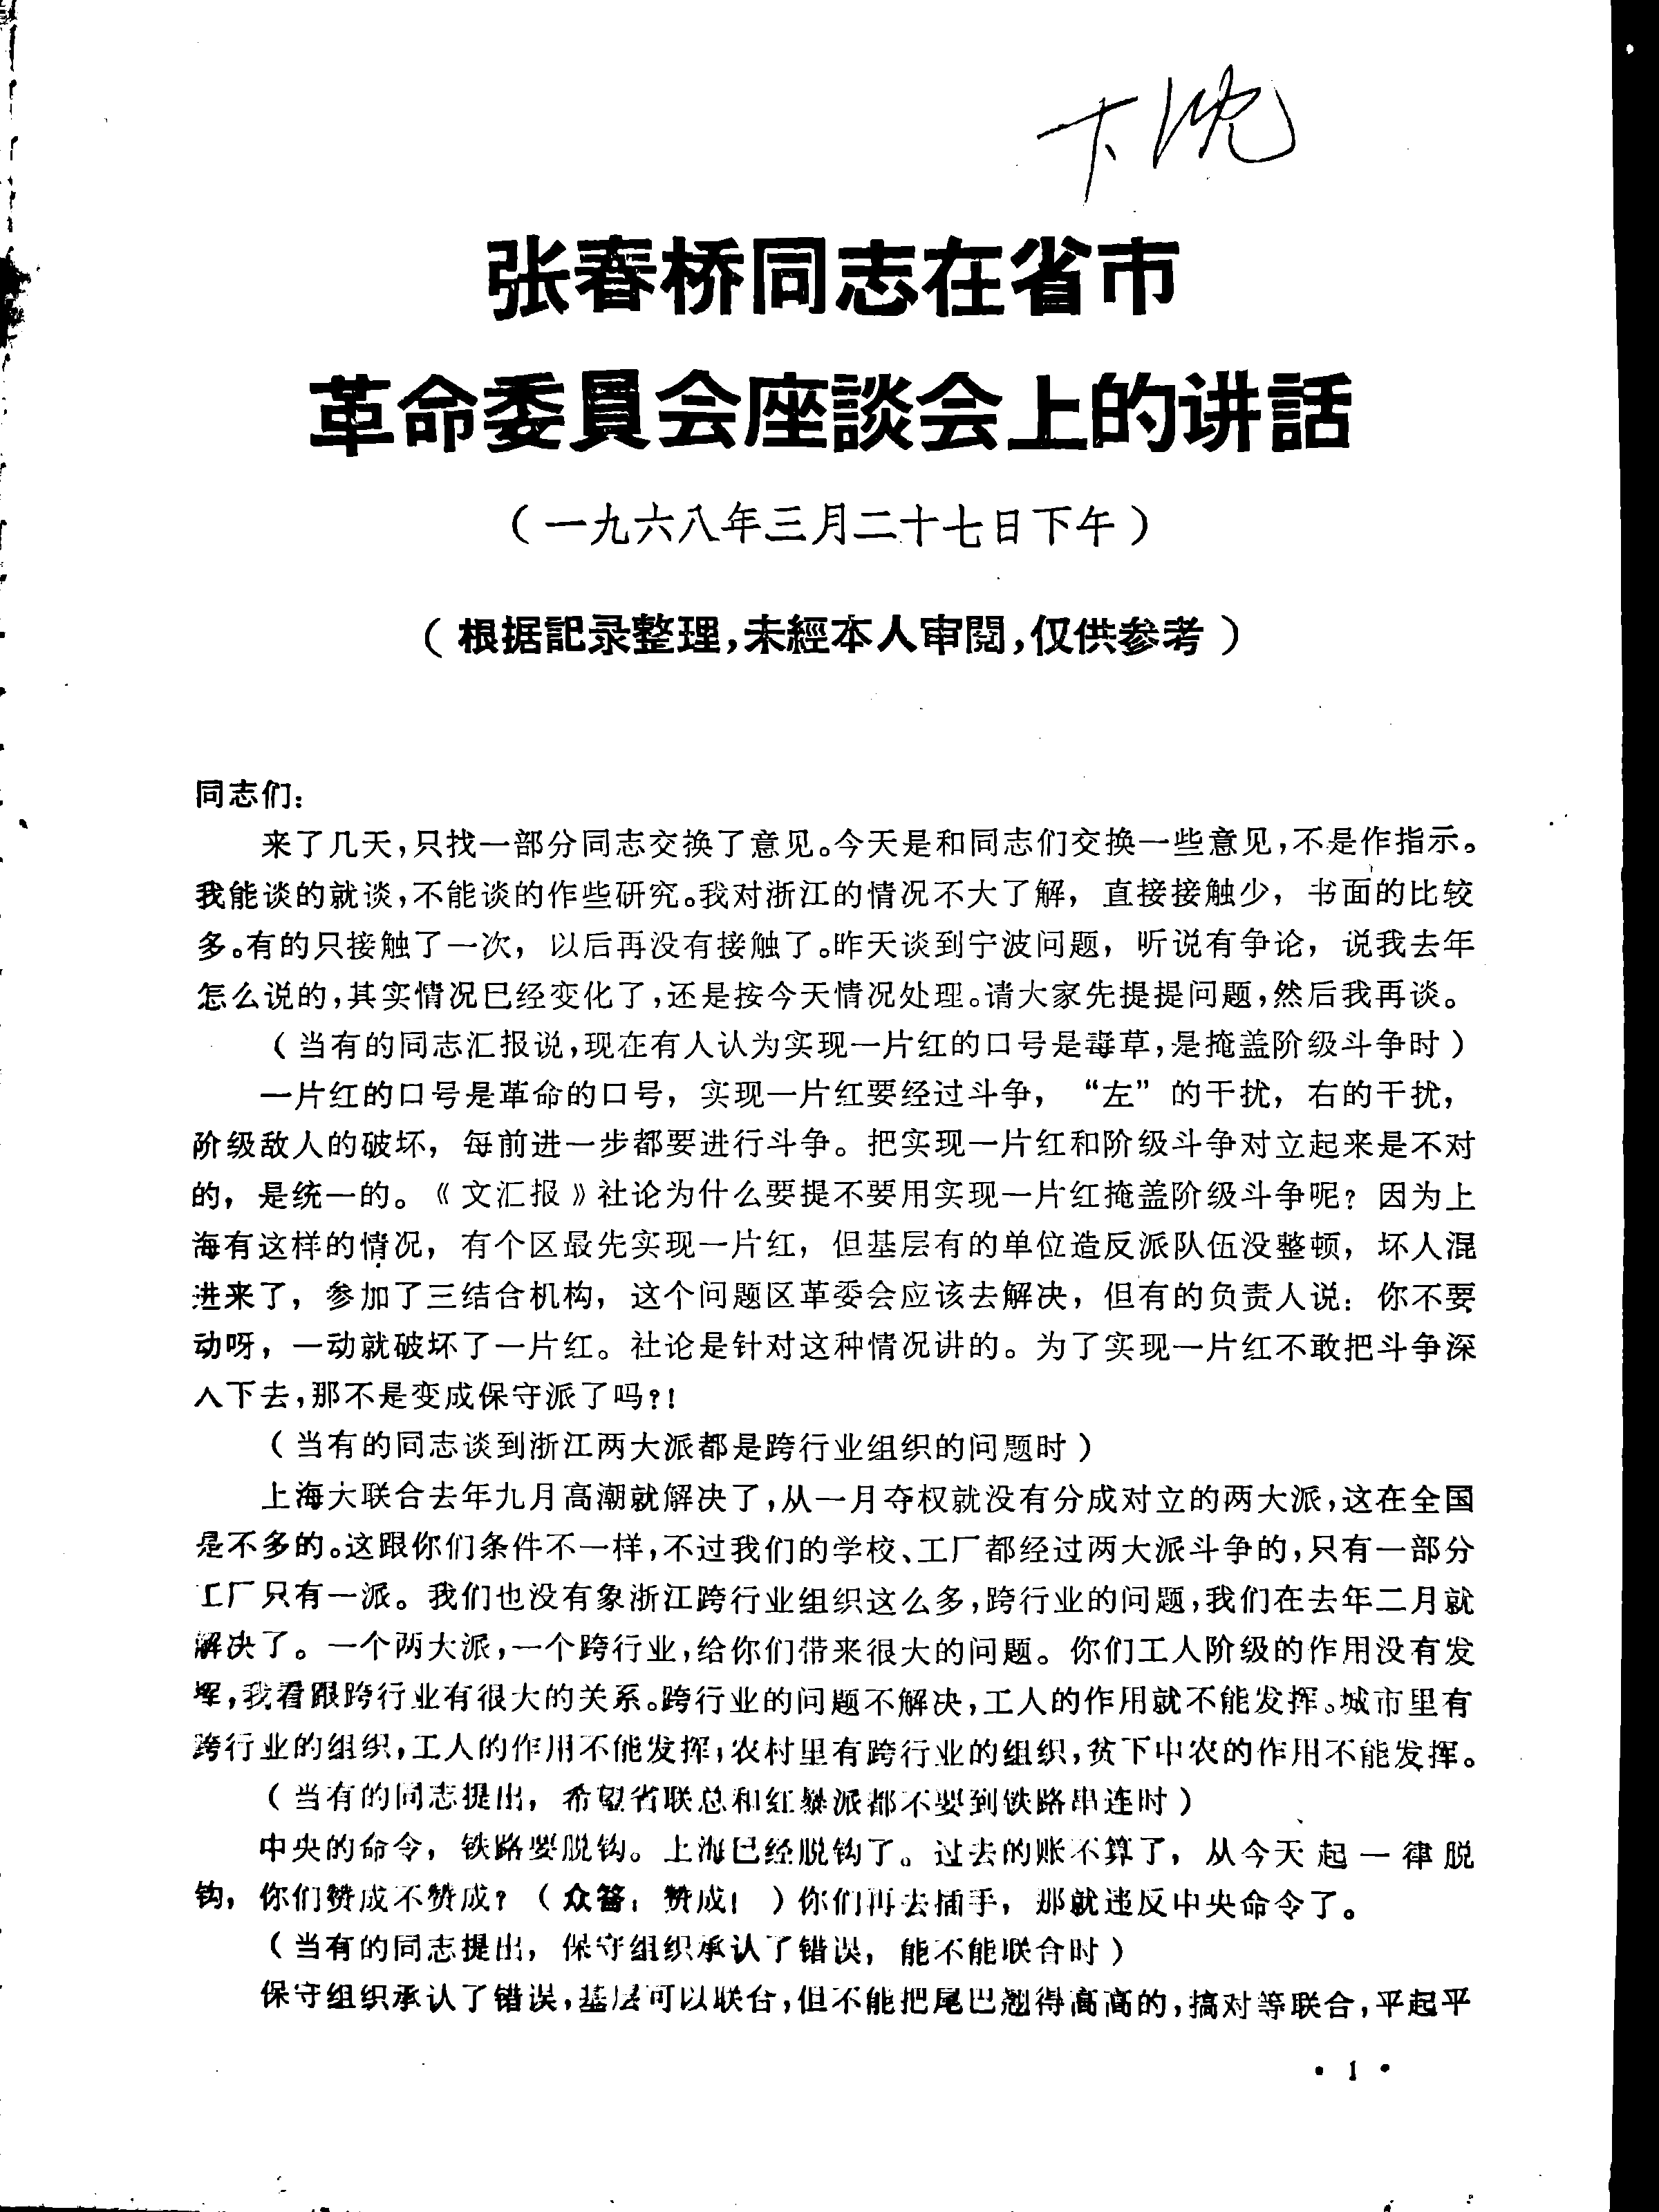 张春桥同志在省市
革命委員会座談会上的讲話
（一九六八年三月二十七日下午）
（根据記录整理,未經本人审閲,仅供参考）
同志们：
来了几天,只找一部分同志交换了意见。今天是和同志们交换一些意见,不是作指示。
我能谈的就谈,不能谈的作些研究。我对浙江的情况不大了解，直接接触少，书面的比较
多。有的只接触了一次，以后再没有接触了。昨天谈到宁波问题，听说有争论，说我去年
怎么说的,其实情况已经变化了,还是按今天情况处理。请大家先提提问题,然后我再谈。
（当有的同志汇报说,现在有人认为实现一片红的口号是毒草,是掩盖阶级斗争时）
一片红的口号是革命的口号，实现一片红要经过斗争，“左”的干扰，右的干扰，
阶级敌人的破坏，每前进一步都要进行斗争。把实现一片红和阶级斗争对立起来是不对
的，是统一的。《文汇报》社论为什么要提不要用实现一片红掩盖阶级斗争呢？因为上
海有这样的情况，有个区最先实现一片红，但基层有的单位造反派队伍没整顿，坏人混
进来了，参加了三结合机构，这个问题区革委会应该去解决，但有的负责人说：你不要
动呀，一动就破坏了一片红。社论是针对这种情况讲的。为了实现一片红不敢把斗争深
入下去,那不是变成保守派了吗?!
（当有的同志谈到浙江两大派都是跨行业组织的问题时）
上海大联合去年九月高潮就解决了,从一月夺权就没有分成对立的两大派,这在全国
是不多的。这跟你们条件不一样,不过我们的学校、工厂都经过两大派斗争的,只有一部分
工厂只有一派。我们也没有象浙江跨行业组织这么多,跨行业的问题,我们在去年二月就
解决了。一个两大派,一个跨行业,给你们带来很大的问题。你们工人阶级的作用没有发
挥,我看跟跨行业有很大的关系。跨行业的问题不解决,工人的作用就不能发挥。城市里有
跨行业的组织,工人的作用不能发挥,农村里有跨行业的组织,贫下中农的作用不能发挥。
（当有的同志提出，希望省联总和红暴派都不要到铁路串连时）
中央的命令，铁路要脱钩。上海已经脱钩了。过去的账不算了，从今天起一律脱
钩，你们赞成不赞成？（众答：赞成！）你们再去插手，那就违反中央命令了。
（当有的同志提出，保守组织承认了错误，能不能联合时）
保守组织承认了错误,基层可以联合,但不能把尾巴翘得高高的,搞对等联合,平起平
• 1 •